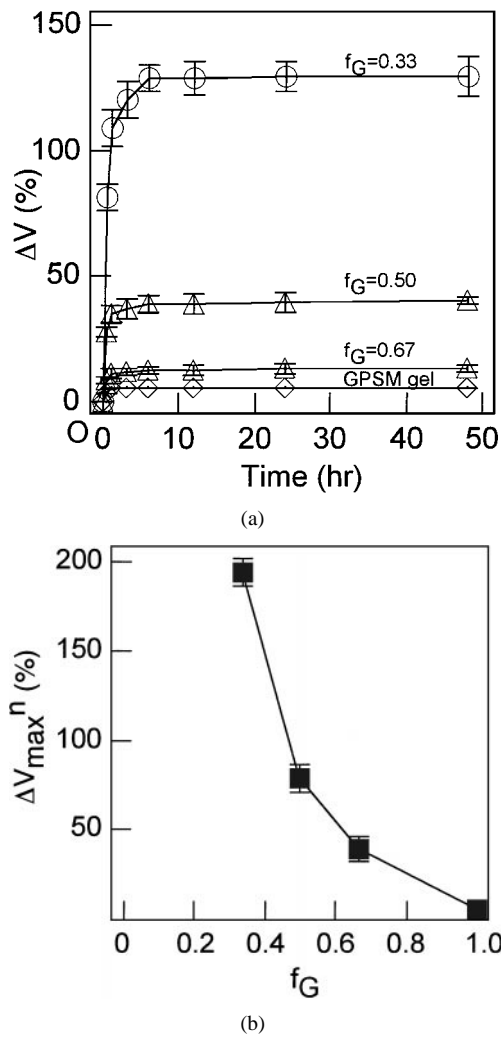 150
f_G=0.33
100
ΔV (%)
50
f_G=0.50
f_G=0.67
GPSM gel
0
O
0 10 20 30 40 50
Time (hr)
(a)
200
150
ΔV_max^n (%)
100
50
0 0.2 0.4 0.6 0.8 1.0
f_G
(b)